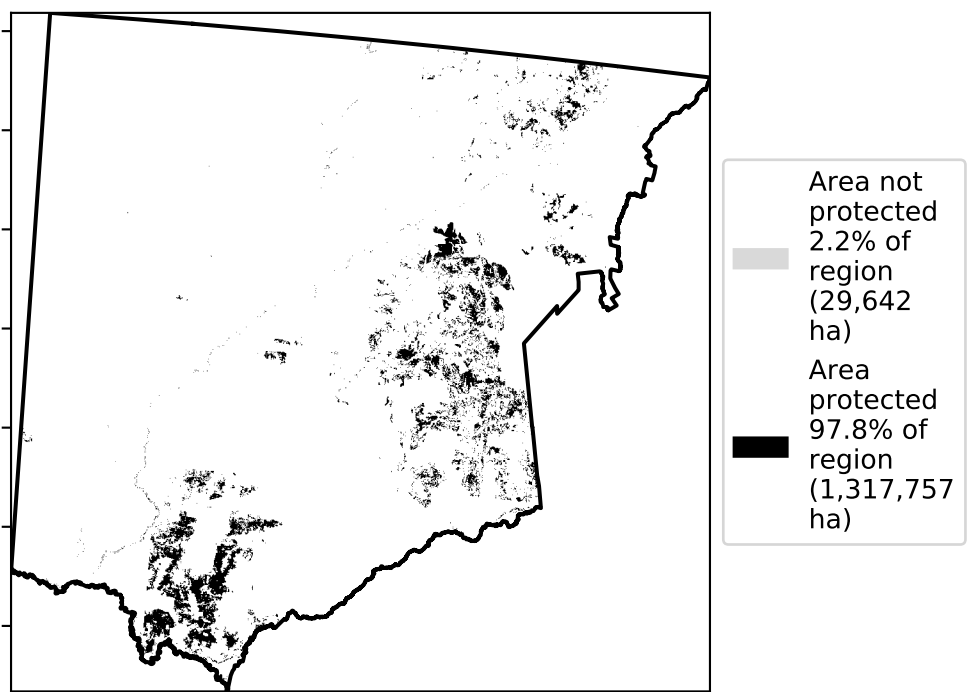 Area not
protected
2.2% of
region
(29,642
ha)
Area
protected
97.8% of
region
(1,317,757
ha)